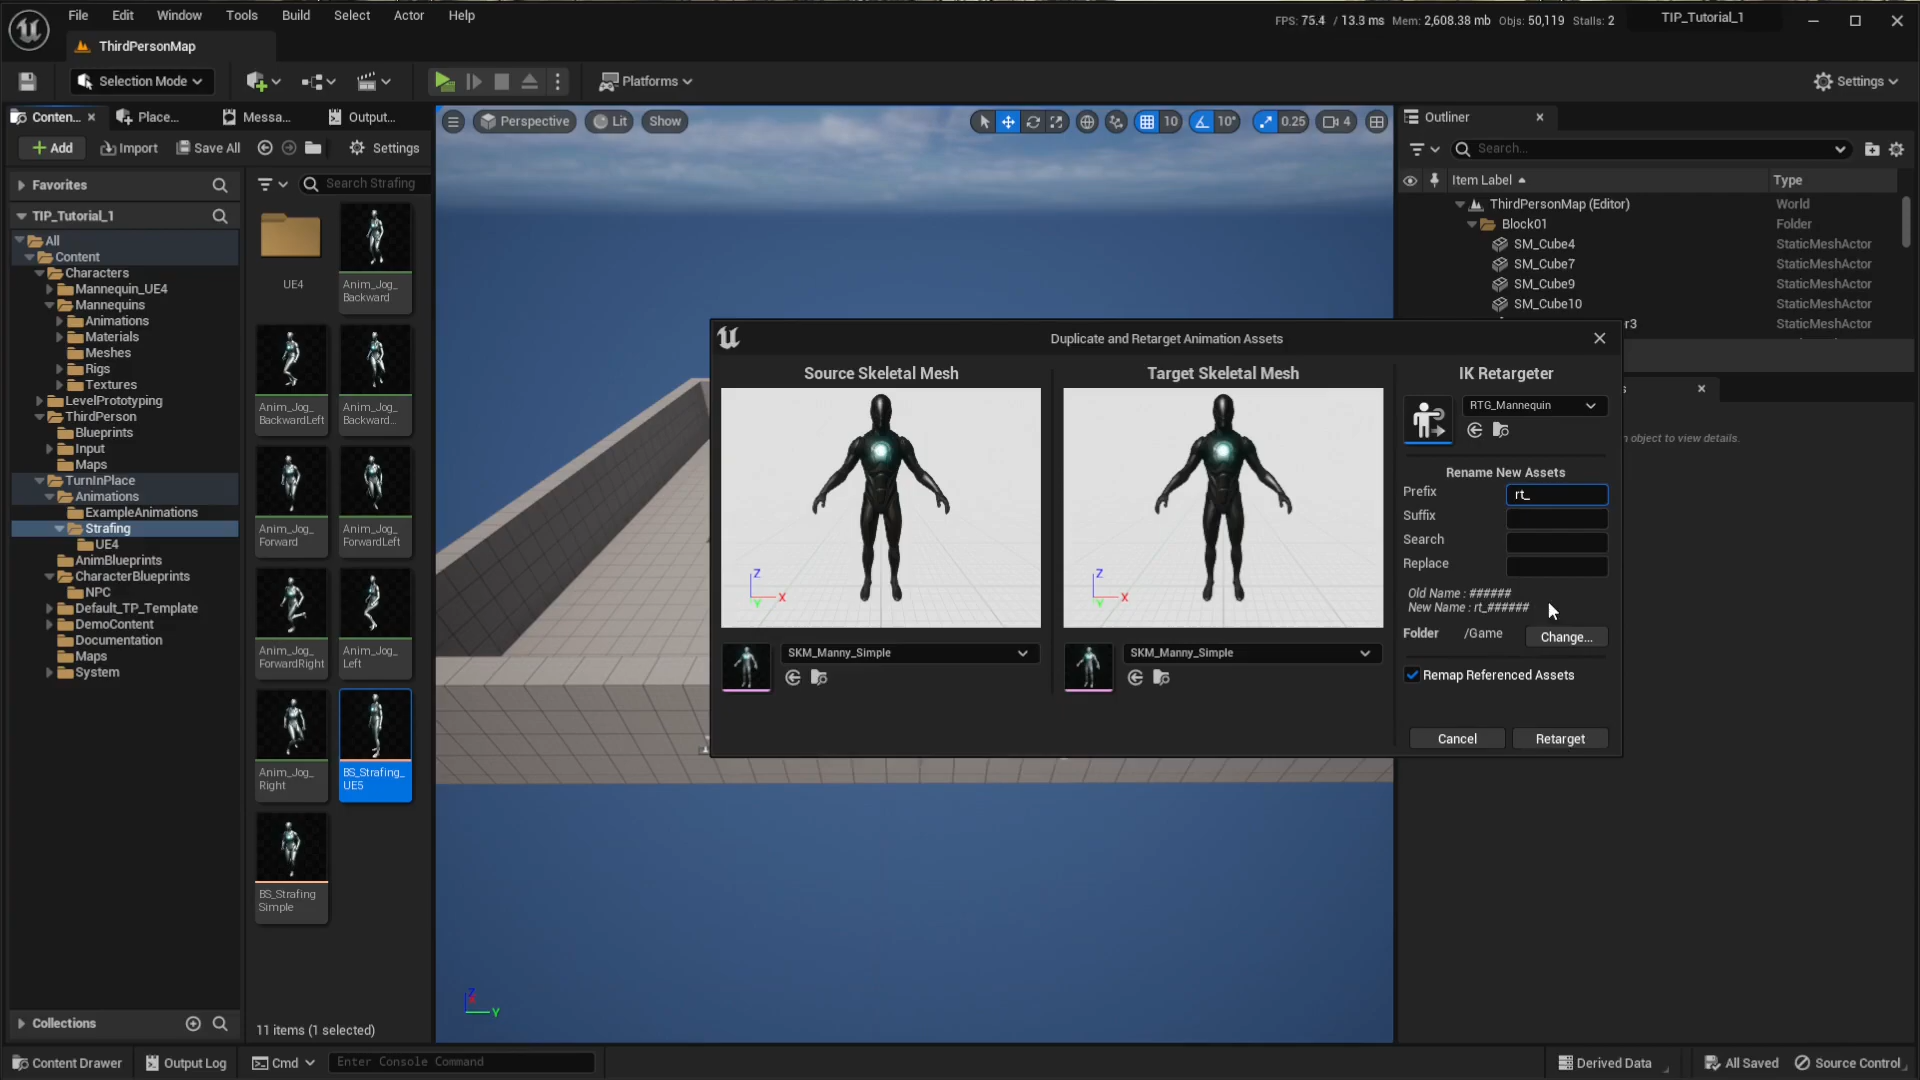 File Edit Window Tools Build Select Actor Help
FPS: 75.4 / 13.3 ms Mem: 2,608.38 mb Objs: 50,119 Stalls: 2
TIP_Tutorial_1
ThirdPersonMap
Selection Mode
Platforms
Settings
Conten...
Place...
Messa...
Output...
Add
Import
Save All
Settings
Favorites
TIP_Tutorial_1
All
Content
Characters
Mannequin_UE4
Mannequins
Animations
Materials
Meshes
Rigs
Textures
LevelPrototyping
ThirdPerson
Blueprints
Input
Maps
TurnInPlace
Animations
ExampleAnimations
Strafing
UE4
AnimBlueprints
CharacterBlueprints
NPC
Default_TP_Template
DemoContent
Documentation
Maps
System
Collections
Search Strafing
UE4
Anim_Jog_
Backward
Anim_Jog_
BackwardLeft
Anim_Jog_
Backward...
Anim_Jog_
Forward
Anim_Jog_
ForwardLeft
Anim_Jog_
ForwardRight
Anim_Jog_
Left
Anim_Jog_
Right
BS_Strafing_
UE5
BS_Strafing
Simple
11 items (1 selected)
Perspective
Lit
Show
10
10°
0.25
4
Z
X
Y
Outliner
Search...
Item Label
Type
ThirdPersonMap (Editor) World
Block01 Folder
SM_Cube4 StaticMeshActor
SM_Cube7 StaticMeshActor
SM_Cube9 StaticMeshActor
SM_Cube10 StaticMeshActor
r3 StaticMeshActor
s
n object to view details.
Duplicate and Retarget Animation Assets
Source Skeletal Mesh
Z
X
Y
SKM_Manny_Simple
Target Skeletal Mesh
Z
X
Y
SKM_Manny_Simple
IK Retargeter
RTG_Mannequin
Rename New Assets
Prefix rt_
Suffix
Search
Replace
Old Name : ######
New Name : rt_######
Folder /Game Change...
Remap Referenced Assets
Cancel Retarget
Content Drawer
Output Log
Cmd
Enter Console Command
Derived Data
All Saved
Source Control